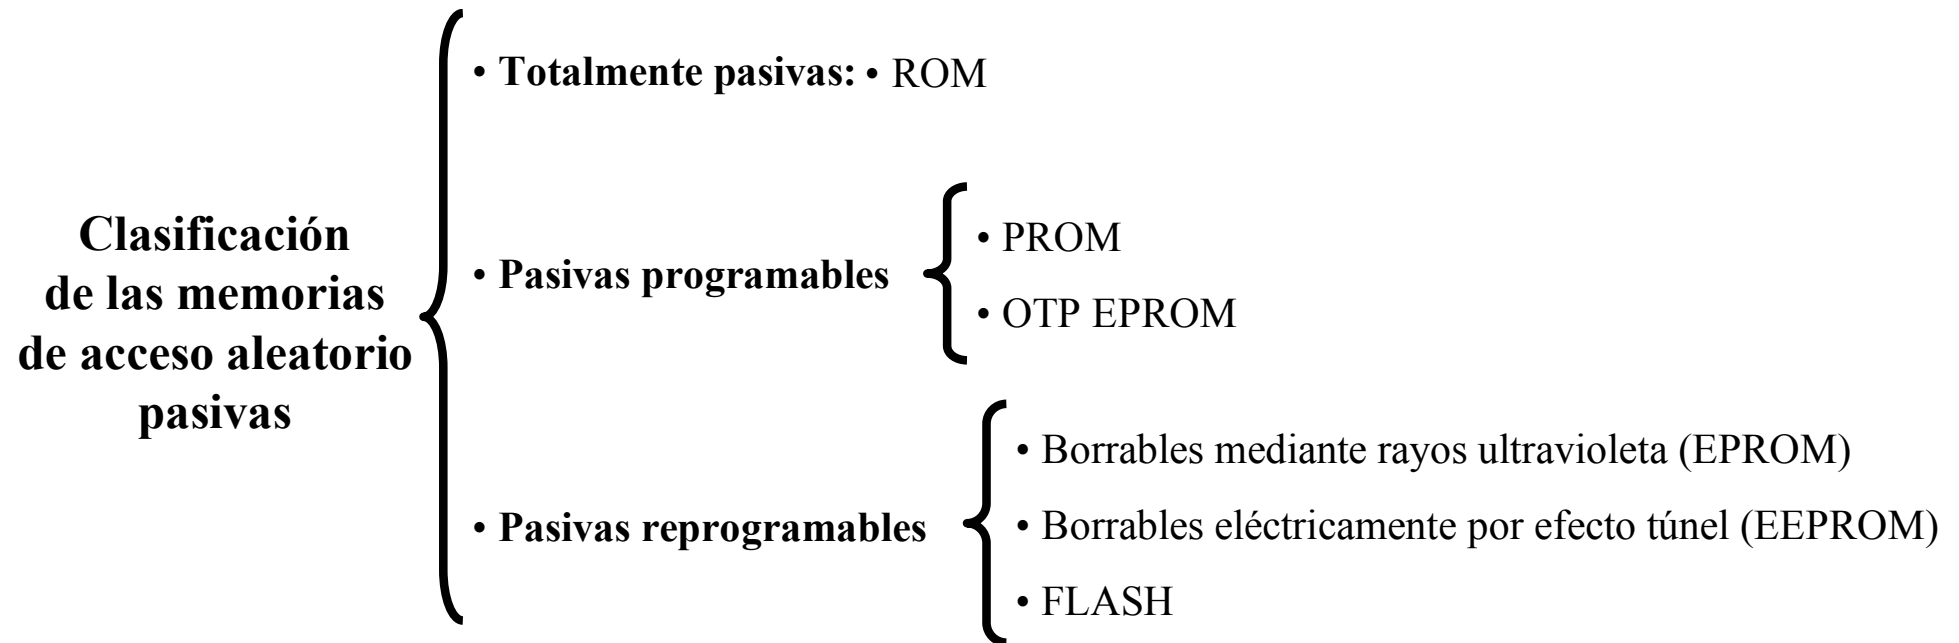 Clasificación
de las memorias
de acceso aleatorio
pasivas
• Totalmente pasivas: • ROM
• Pasivas programables
• PROM
• OTP EPROM
• Pasivas reprogramables
• Borrables mediante rayos ultravioleta (EPROM)
• Borrables eléctricamente por efecto túnel (EEPROM)
• FLASH